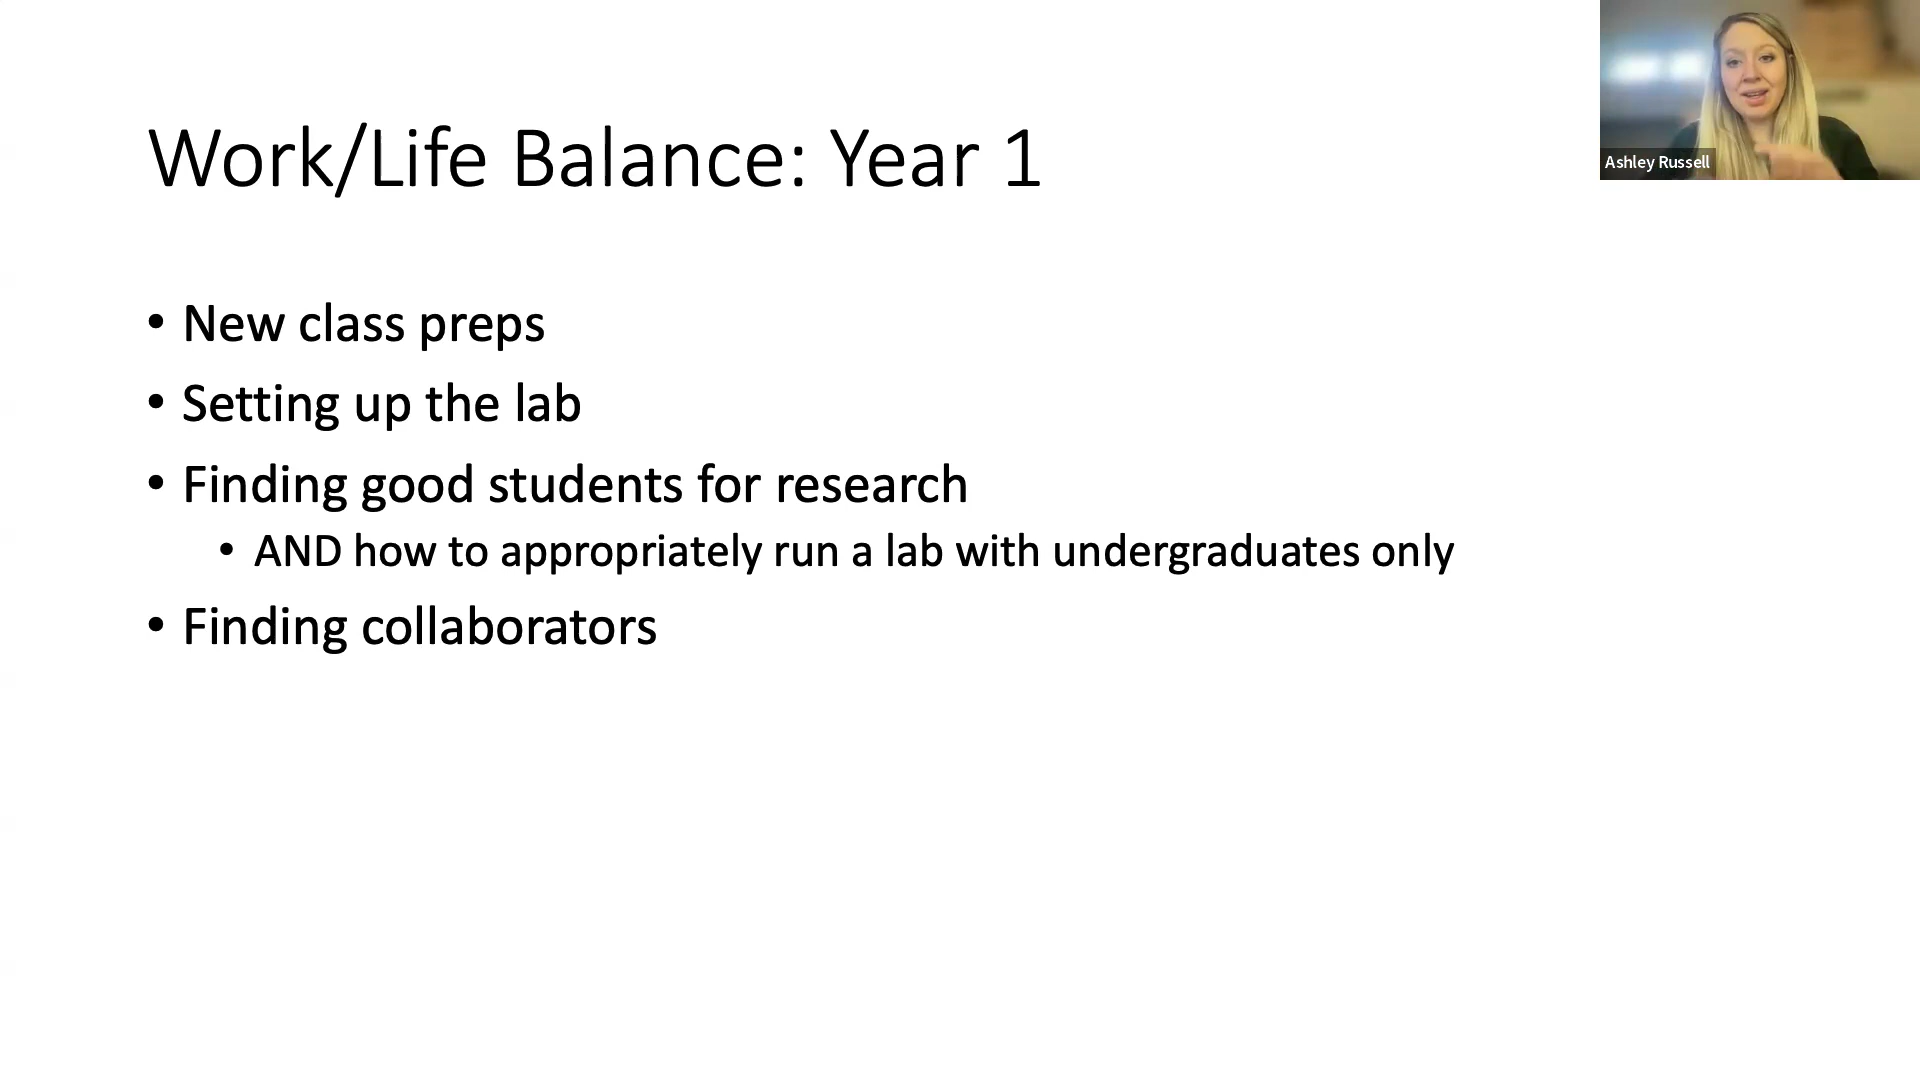 Work/Life Balance: Year 1
• New class preps
• Setting up the lab
• Finding good students for research
• AND how to appropriately run a lab with undergraduates only
• Finding collaborators
Ashley Russell